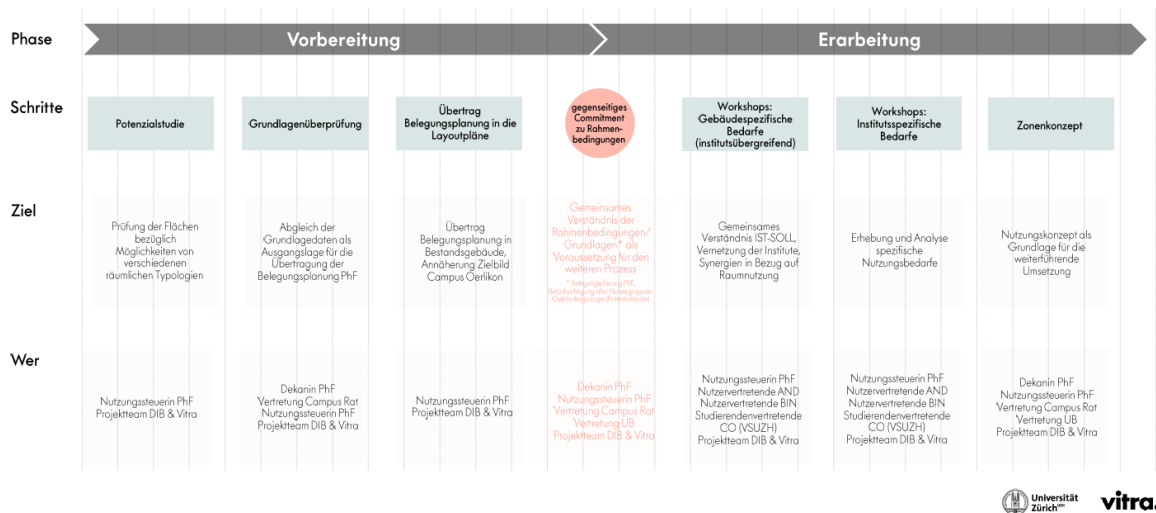 Phase
Vorbereitung
Erarbeitung
Schritte
Potenzialstudie
Grundlagenüberprüfung
Übertrag
Belegungsplanung in die
Layoutpläne
gegenseitiges
Commitment
zu Rahmen-
bedingungen
Workshops:
Gebäudespezifische
Bedarfe
(institutsübergreifend)
Workshops:
Institutsspezifische
Bedarfe
Zonenkonzept
Ziel
Prüfung der Flächen
bezüglich
Möglichkeiten von
verschiedenen
räumlichen Typologien
Abgleich der
Grundlagedaten als
Ausgangslage für die
Übertragung der
Belegungsplanung PhF
Übertrag
Belegungsplanung in
Bestandsgebäude,
Annäherung Zielbild
Campus Oerlikon
Gemeinsames
Verständnis der
Rahmenbedingungen/
Grundlagen* als
Voraussetzung für den
weiteren Prozess
* Belegungsplanung PhF,
Berücksichtigung aller Nutzergruppen,
Gebäudetypologie (Potentialstudie)
Gemeinsames
Verständnis IST-SOLL,
Vernetzung der Institute,
Synergien in Bezug auf
Raumnutzung
Erhebung und Analyse
spezifische
Nutzungsbedarfe
Nutzungskonzept als
Grundlage für die
weiterführende
Umsetzung
Wer
Nutzungssteuerin PhF
Projektteam DIB & Vitra
Dekanin PhF
Vertretung Campus Rat
Nutzungssteuerin PhF
Projektteam DIB & Vitra
Nutzungssteuerin PhF
Projektteam DIB & Vitra
Dekanin PhF
Nutzungssteuerin PhF
Vertretung Campus Rat
Vertretung UB
Projektteam DIB & Vitra
Nutzungssteuerin PhF
Nutzervertretende AND
Nutzervertretende BIN
Studierendenvertretende
CO (VSUZH)
Projektteam DIB & Vitra
Nutzungssteuerin PhF
Nutzervertretende AND
Nutzervertretende BIN
Studierendenvertretende
CO (VSUZH)
Projektteam DIB & Vitra
Dekanin PhF
Nutzungssteuerin PhF
Vertretung Campus Rat
Projektteam DIB & Vitra
Universität
Zürich UZH
vitra.